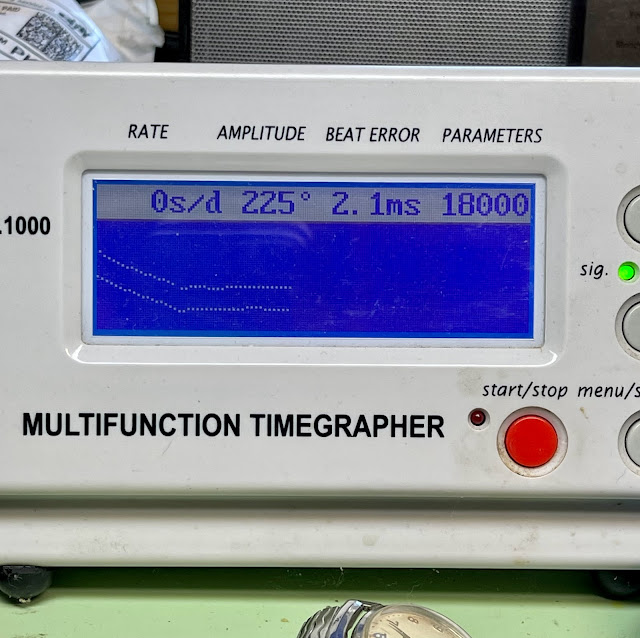 RATE AMPLITUDE BEAT ERROR PARAMETERS
0s/d 225° 2.1ms 18000
.1000
sig.
start/stop menu/s
MULTIFUNCTION TIMEGRAPHER